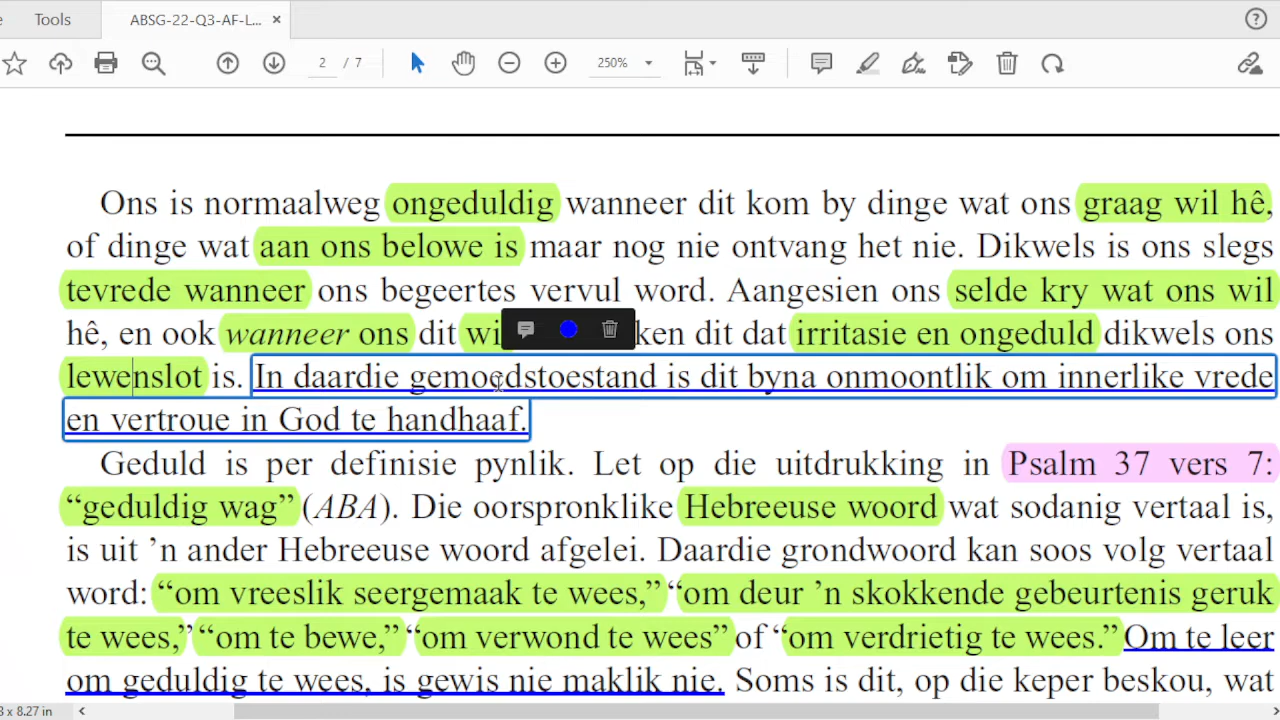 Tools
ABSG-22-Q3-AF-L... ×
2 / 7
250%
Ons is normaalweg ongeduldig wanneer dit kom by dinge wat ons graag wil hê,
of dinge wat aan ons belowe is maar nog nie ontvang het nie. Dikwels is ons slegs
tevrede wanneer ons begeertes vervul word. Aangesien ons selde kry wat ons wil
hê, en ook wanneer ons dit dat irritasie en ongeduld dikwels ons
lewenslot is. In daardie gemoedstoestand is dit byna onmoontlik om innerlike vrede
en vertroue in God te handhaaf.
Geduld is per definisie pynlik. Let op die uitdrukking in Psalm 37 vers 7:
“geduldig wag” (ABA). Die oorspronklike Hebreeuse woord wat sodanig vertaal is,
is uit ’n ander Hebreeuse woord afgelei. Daardie grondwoord kan soos volg vertaal
word: “om vreeslik seergemaak te wees,” “om deur ’n skokkende gebeurtenis geruk
te wees,” “om te bewe,” “om verwond te wees” of “om verdrietig te wees.” Om te leer
om geduldig te wees, is gewis nie maklik nie. Soms is dit, op die keper beskou, wat
x 8.27 in